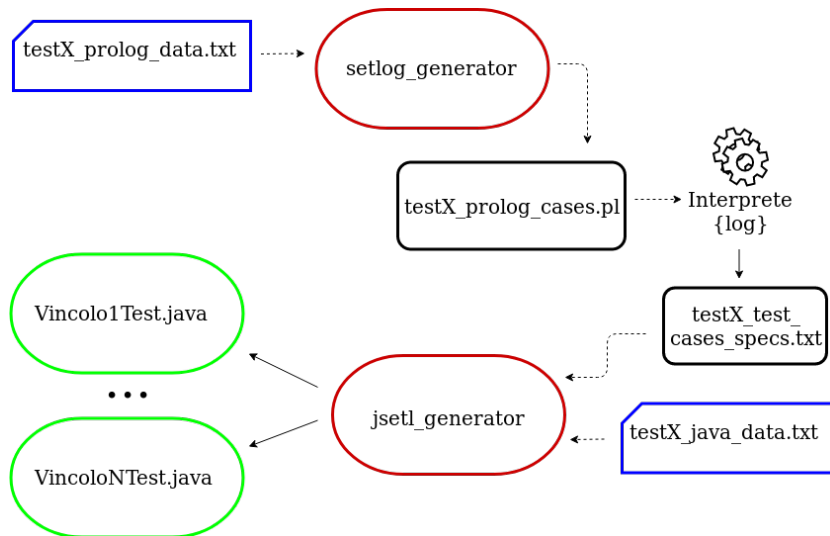 testX_prolog_data.txt
setlog_generator
testX_prolog_cases.pl
Interprete
{log}
testX_test_
cases_specs.txt
Vincolo1Test.java
jsetl_generator
testX_java_data.txt
VincoloNTest.java